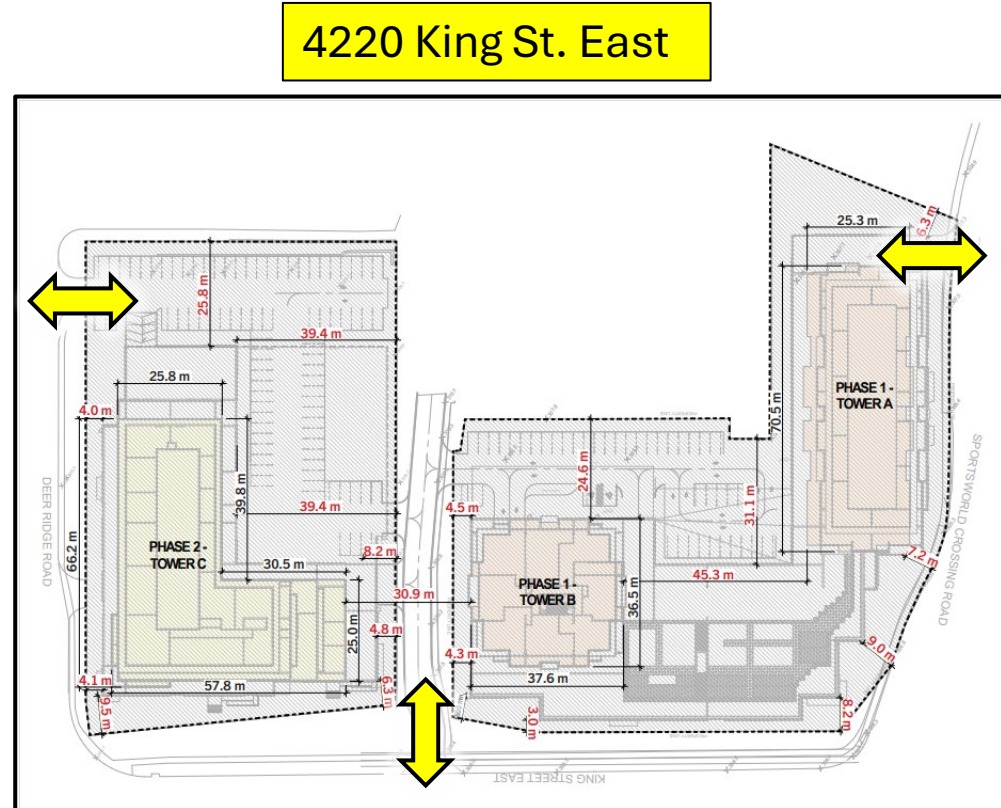 4220 King St. East
25.3 m
6.3 m
25.8 m
39.4 m
25.8 m
4.0 m
PHASE 1 -
TOWER A
70.5 m
24.6 m
31.1 m
39.8 m
39.4 m
4.5 m
DEER RIDGE ROAD
SPORTSWORLD CROSSING ROAD
66.2 m
PHASE 2 -
TOWER C
8.2 m
30.5 m
30.9 m
PHASE 1 -
TOWER B
36.5 m
45.3 m
7.2 m
25.0 m
4.8 m
9.0 m
4.3 m
4.1 m
57.8 m
37.6 m
6.3 m
9.5 m
3.0 m
8.2 m
PROPERTY LINE
KING STREET EAST